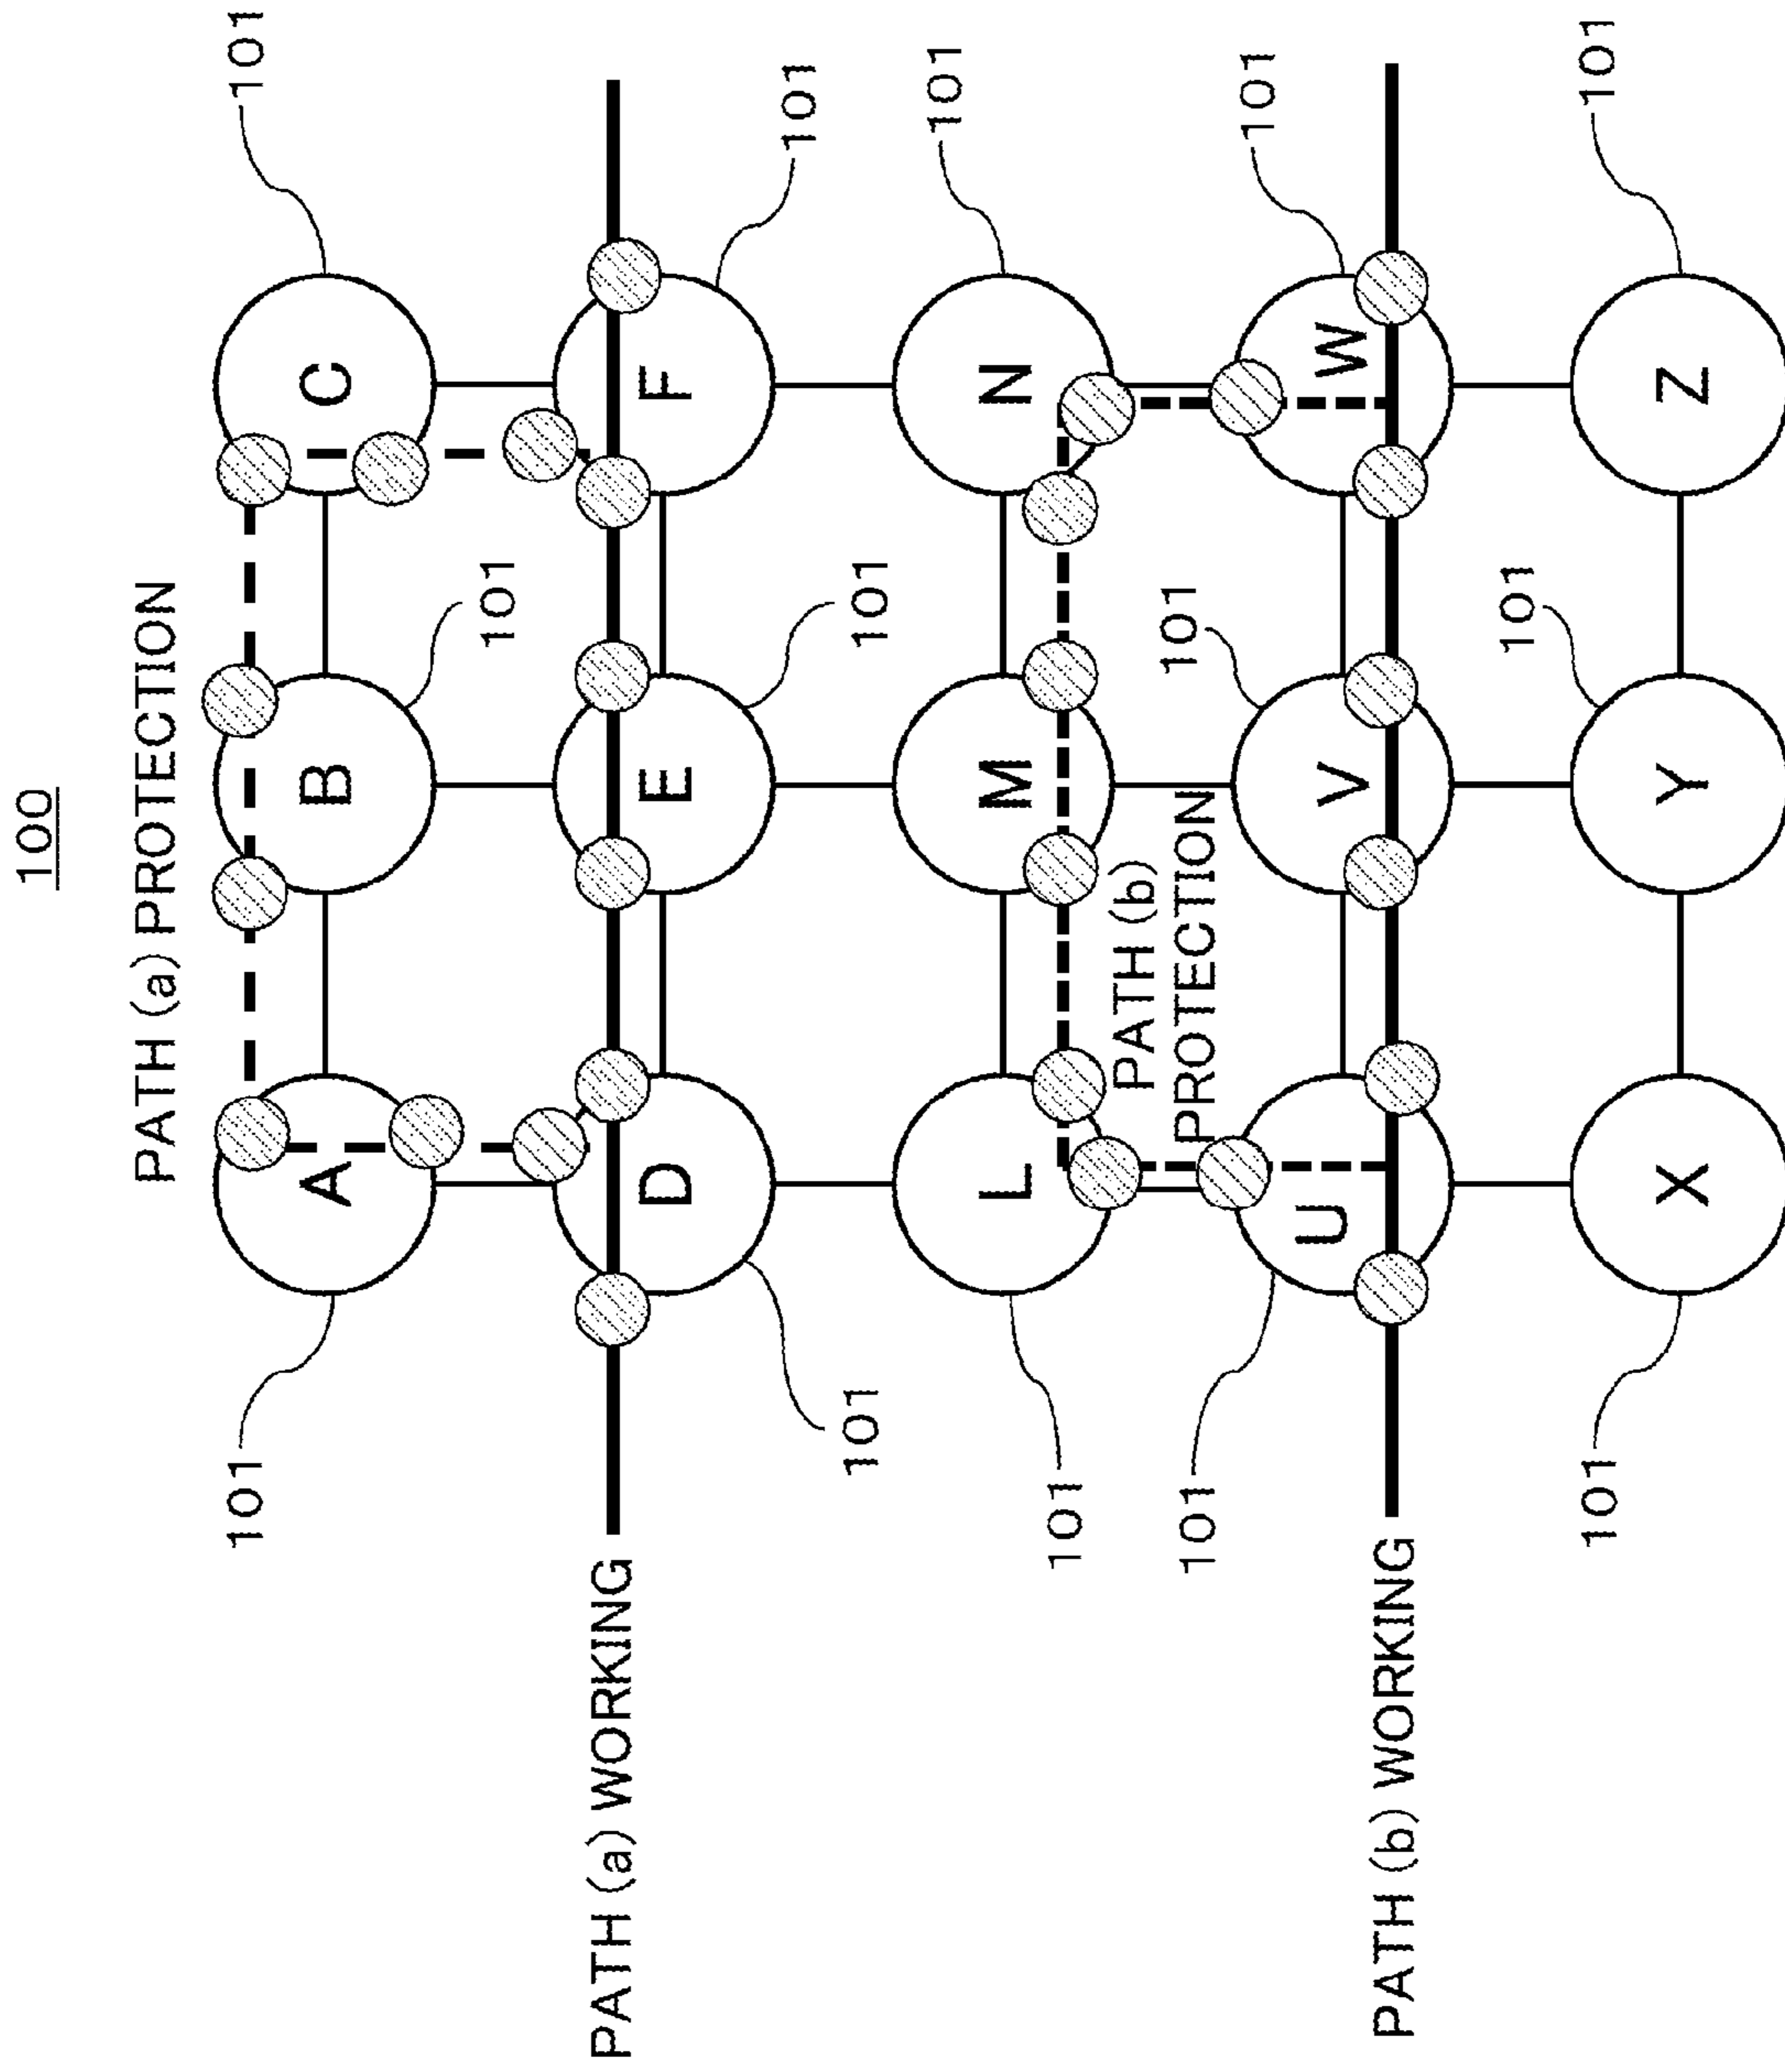 100
PATH (a) PROTECTION
101
101
A
B
C
101
PATH (a) WORKING
D
E
F
101
101
101
101
L
M
N
101
PATH (b)
PROTECTION
101
101
101
U
V
W
PATH (b) WORKING
101
101
101
X
Y
Z